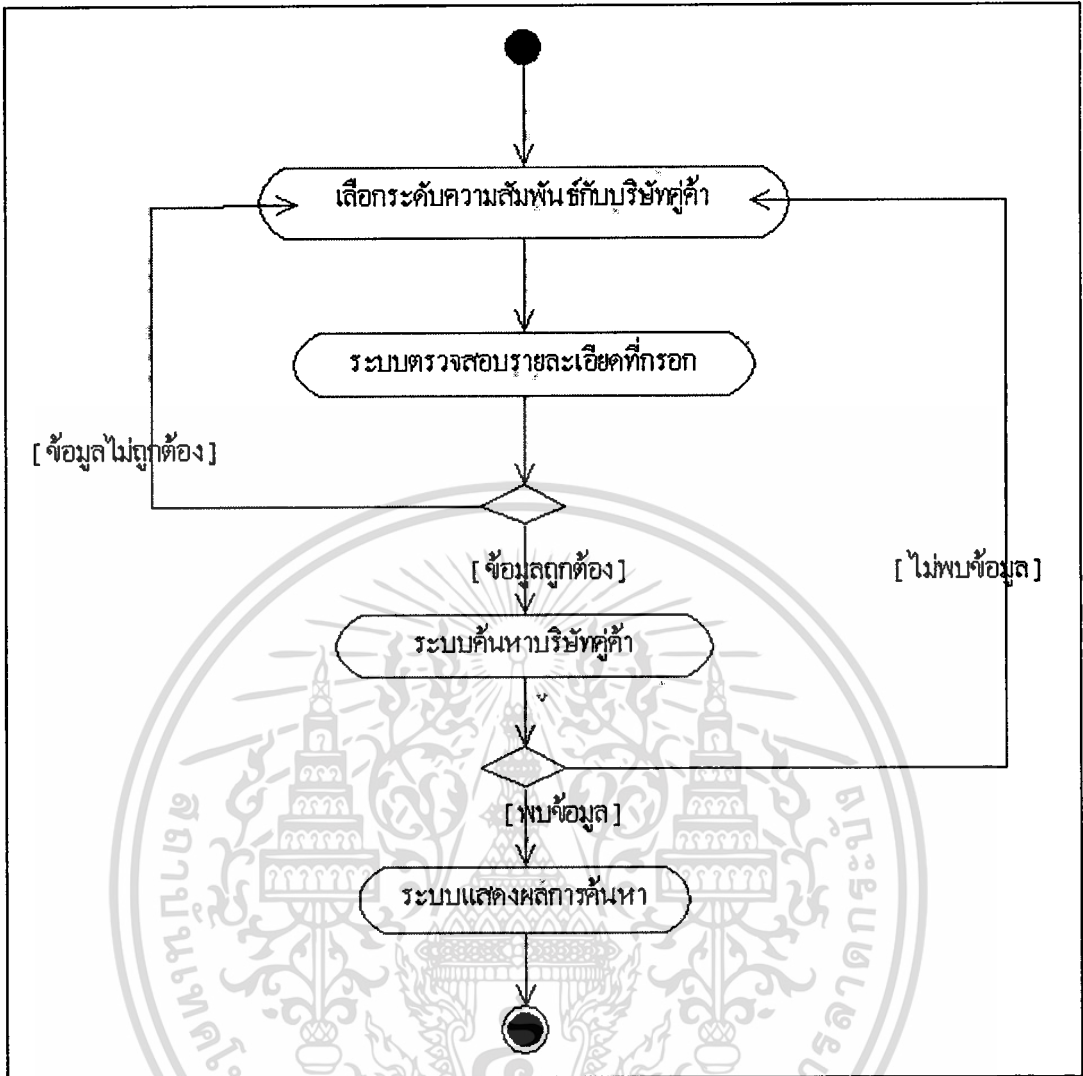 เลือกระดับความสัมพันธ์กับบริษัทคู่ค้า
ระบบตรวจสอบรายละเอียดที่กรอก
[ ข้อมูลไม่ถูกต้อง ]
[ ข้อมูลถูกต้อง ]
[ ไม่พบข้อมูล ]
ระบบค้นหาบริษัทคู่ค้า
[ พบข้อมูล ]
ระบบแสดงผลการค้นหา